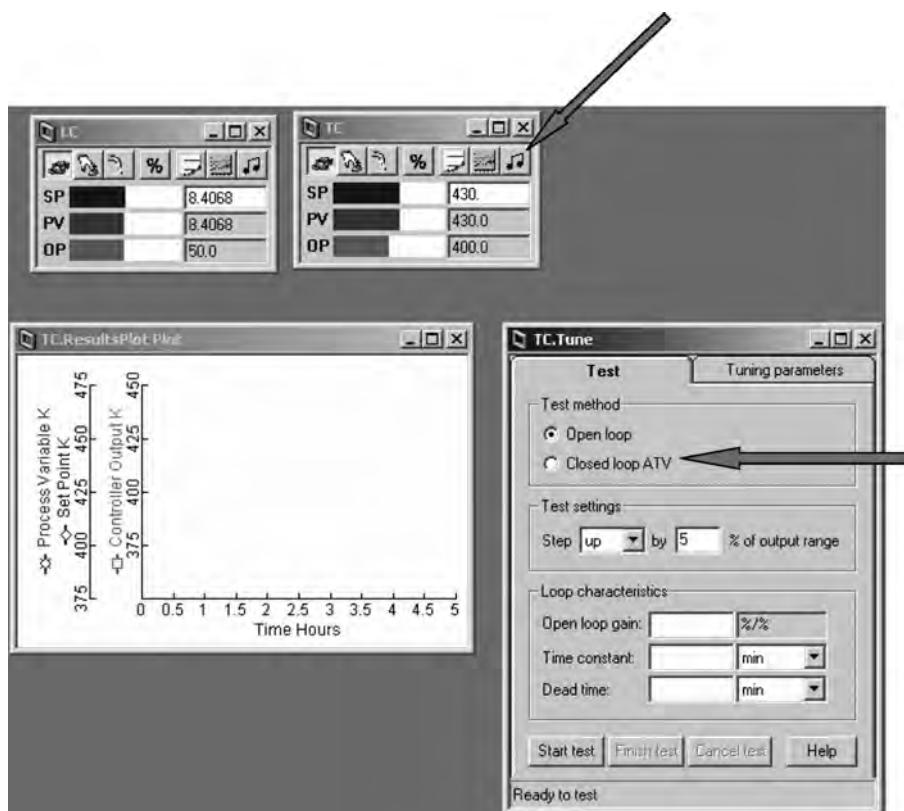 LC
TC
%
%
SP 8.4068
PV 8.4068
OP 50.0
SP 430.
PV 430.0
OP 400.0
TC.ResultsPlot Plot
Process Variable K
Set Point K
Controller Output K
475
450
425
400
375
450
425
400
375
0 0.5 1 1.5 2 2.5 3 3.5 4 4.5 5
Time Hours
TC.Tune
Test Tuning parameters
Test method
Open loop
Closed loop ATV
Test settings
Step up by 5 % of output range
Loop characteristics
Open loop gain: %/%
Time constant: min
Dead time: min
Start test Finish test Cancel test Help
Ready to test